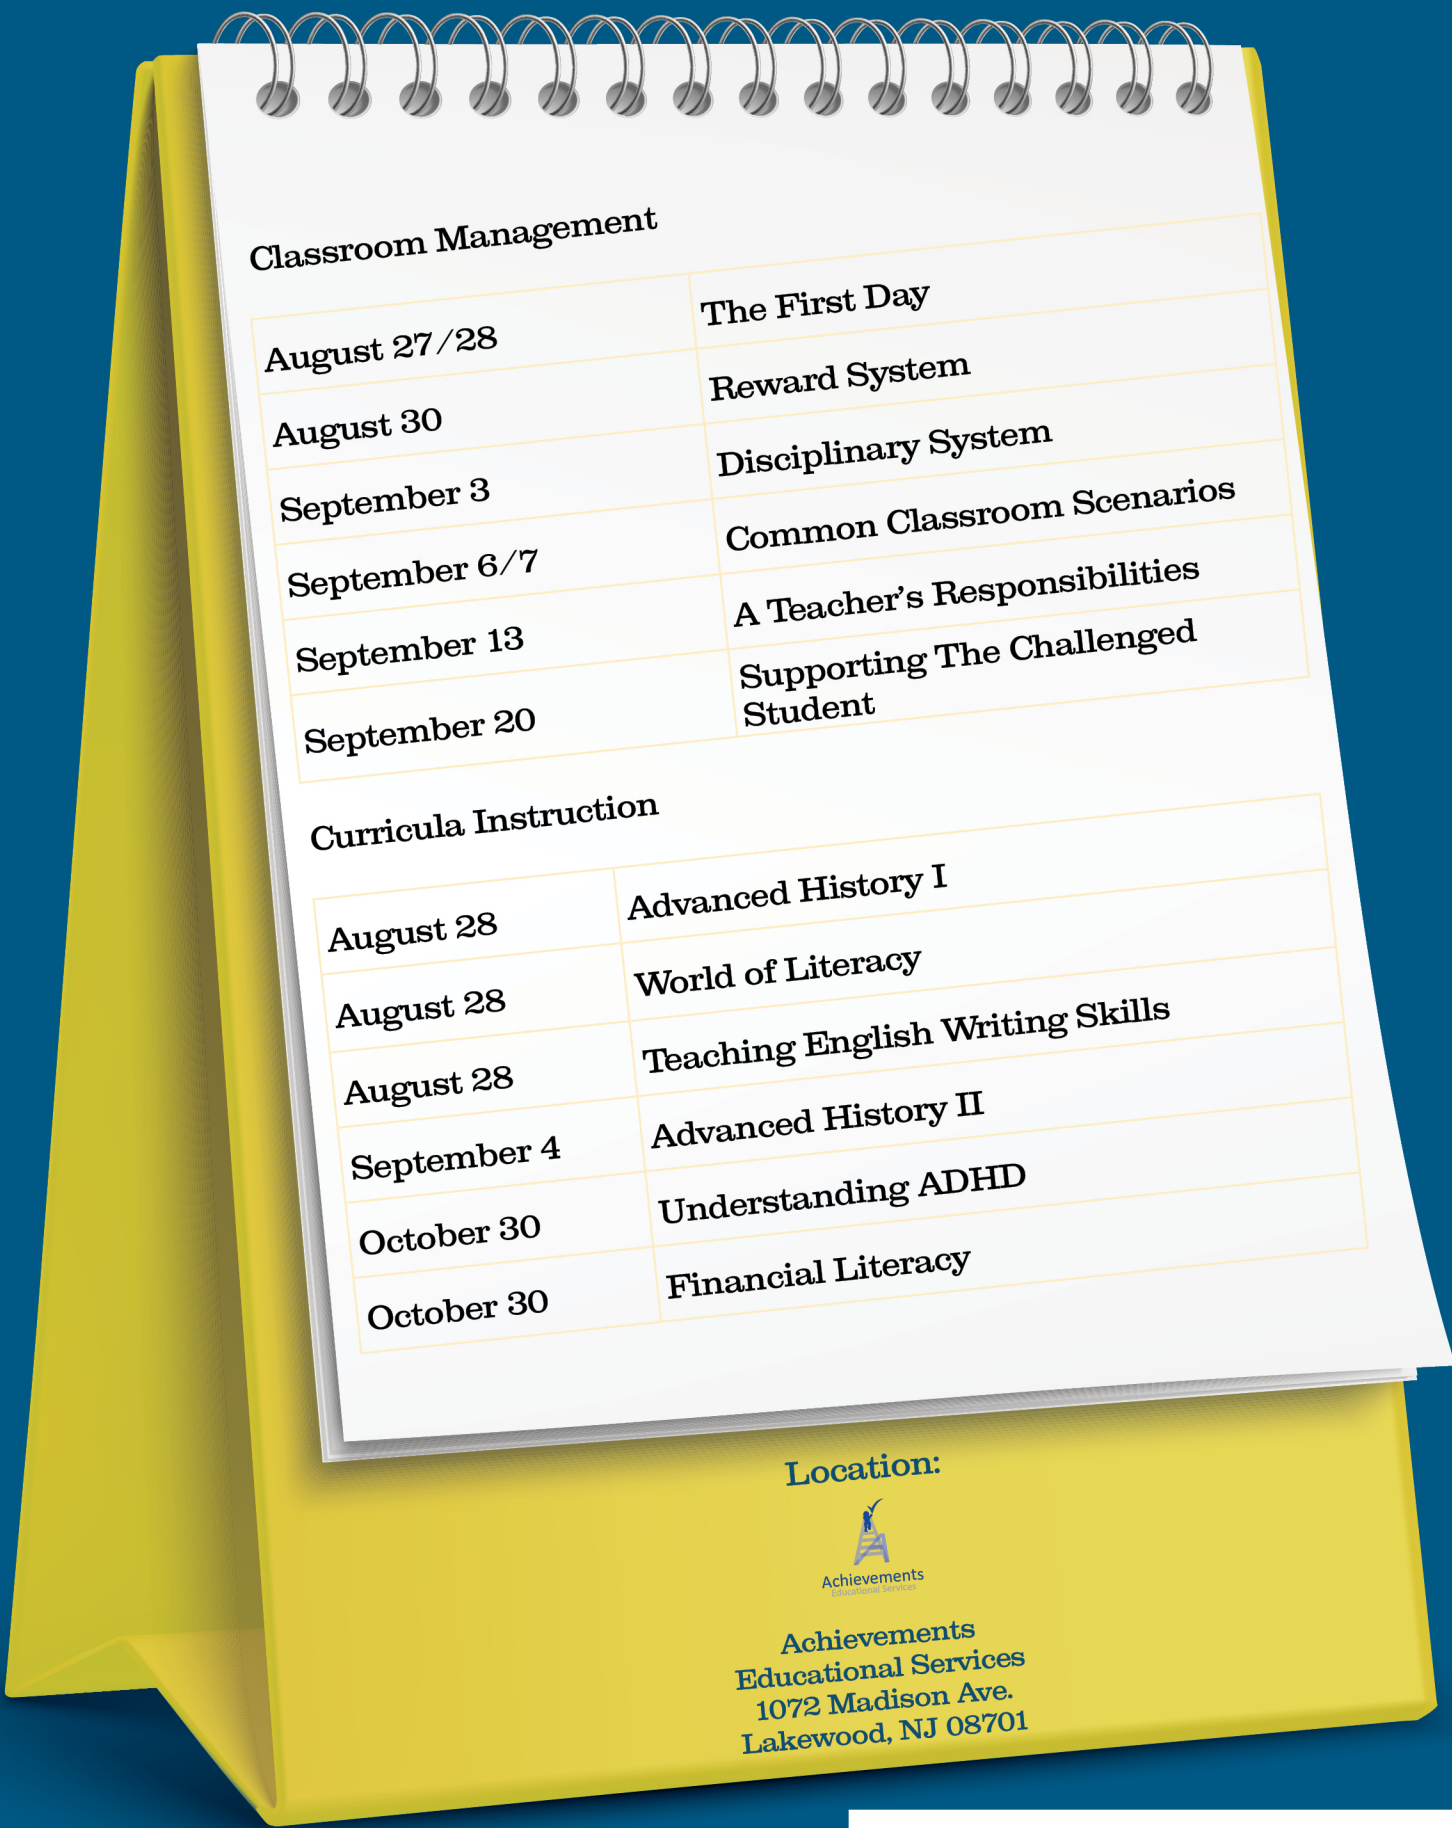 Classroom Management
August 27/28 The First Day
August 30 Reward System
September 3 Disciplinary System
September 6/7 Common Classroom Scenarios
September 13 A Teacher’s Responsibilities
September 20 Supporting The Challenged
Student
Curricula Instruction
August 28 Advanced History I
August 28 World of Literacy
August 28 Teaching English Writing Skills
September 4 Advanced History II
October 30 Understanding ADHD
October 30 Financial Literacy
Location:
Achievements
Educational Services
Achievements
Educational Services
1072 Madison Ave.
Lakewood, NJ 08701